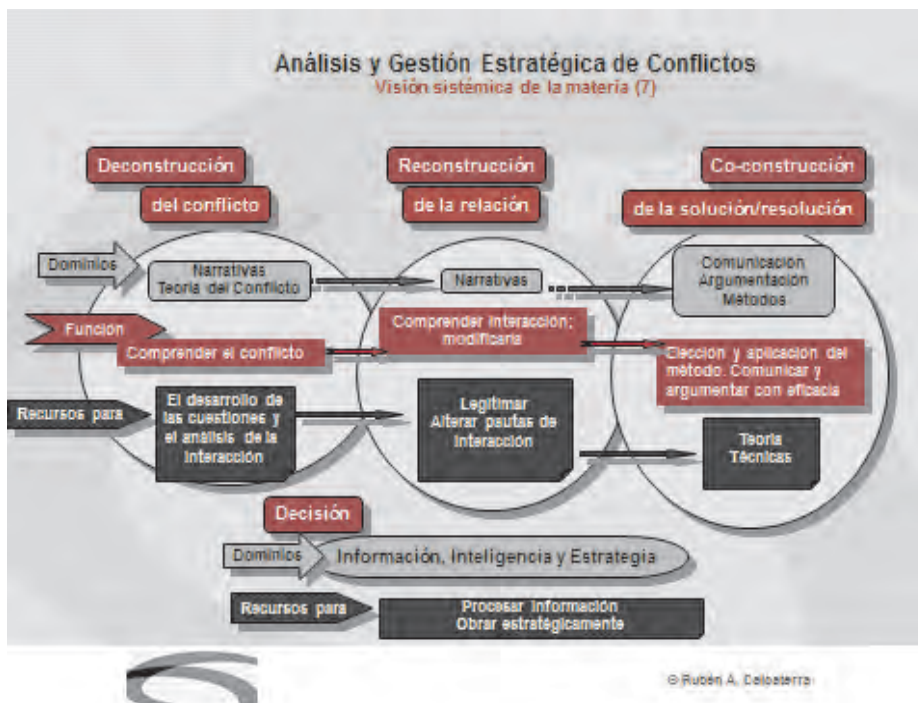 Análisis y Gestión Estratégica de Conflictos
Visión sistémica de la materia (7)
Deconstrucción
del conflicto
Reconstrucción
de la relación
Co-construcción
de la solución/resolución
Dominios
Narrativas
Teoría del Conflicto
Narrativas
Comunicación
Argumentación
Métodos
Función
Comprender el conflicto
Comprender interacción;
modificarla
Elección y aplicación del
método. Comunicar y
argumentar con eficacia
Recursos para
El desarrollo de
las cuestiones y
el análisis de la
interacción
Legitimar
Alterar pautas de
interacción
Teoría
Técnicas
Decisión
Dominios
Información, Inteligencia y Estrategia
Recursos para
Procesar información
Obrar estratégicamente
© Rubén A. Calcaterra